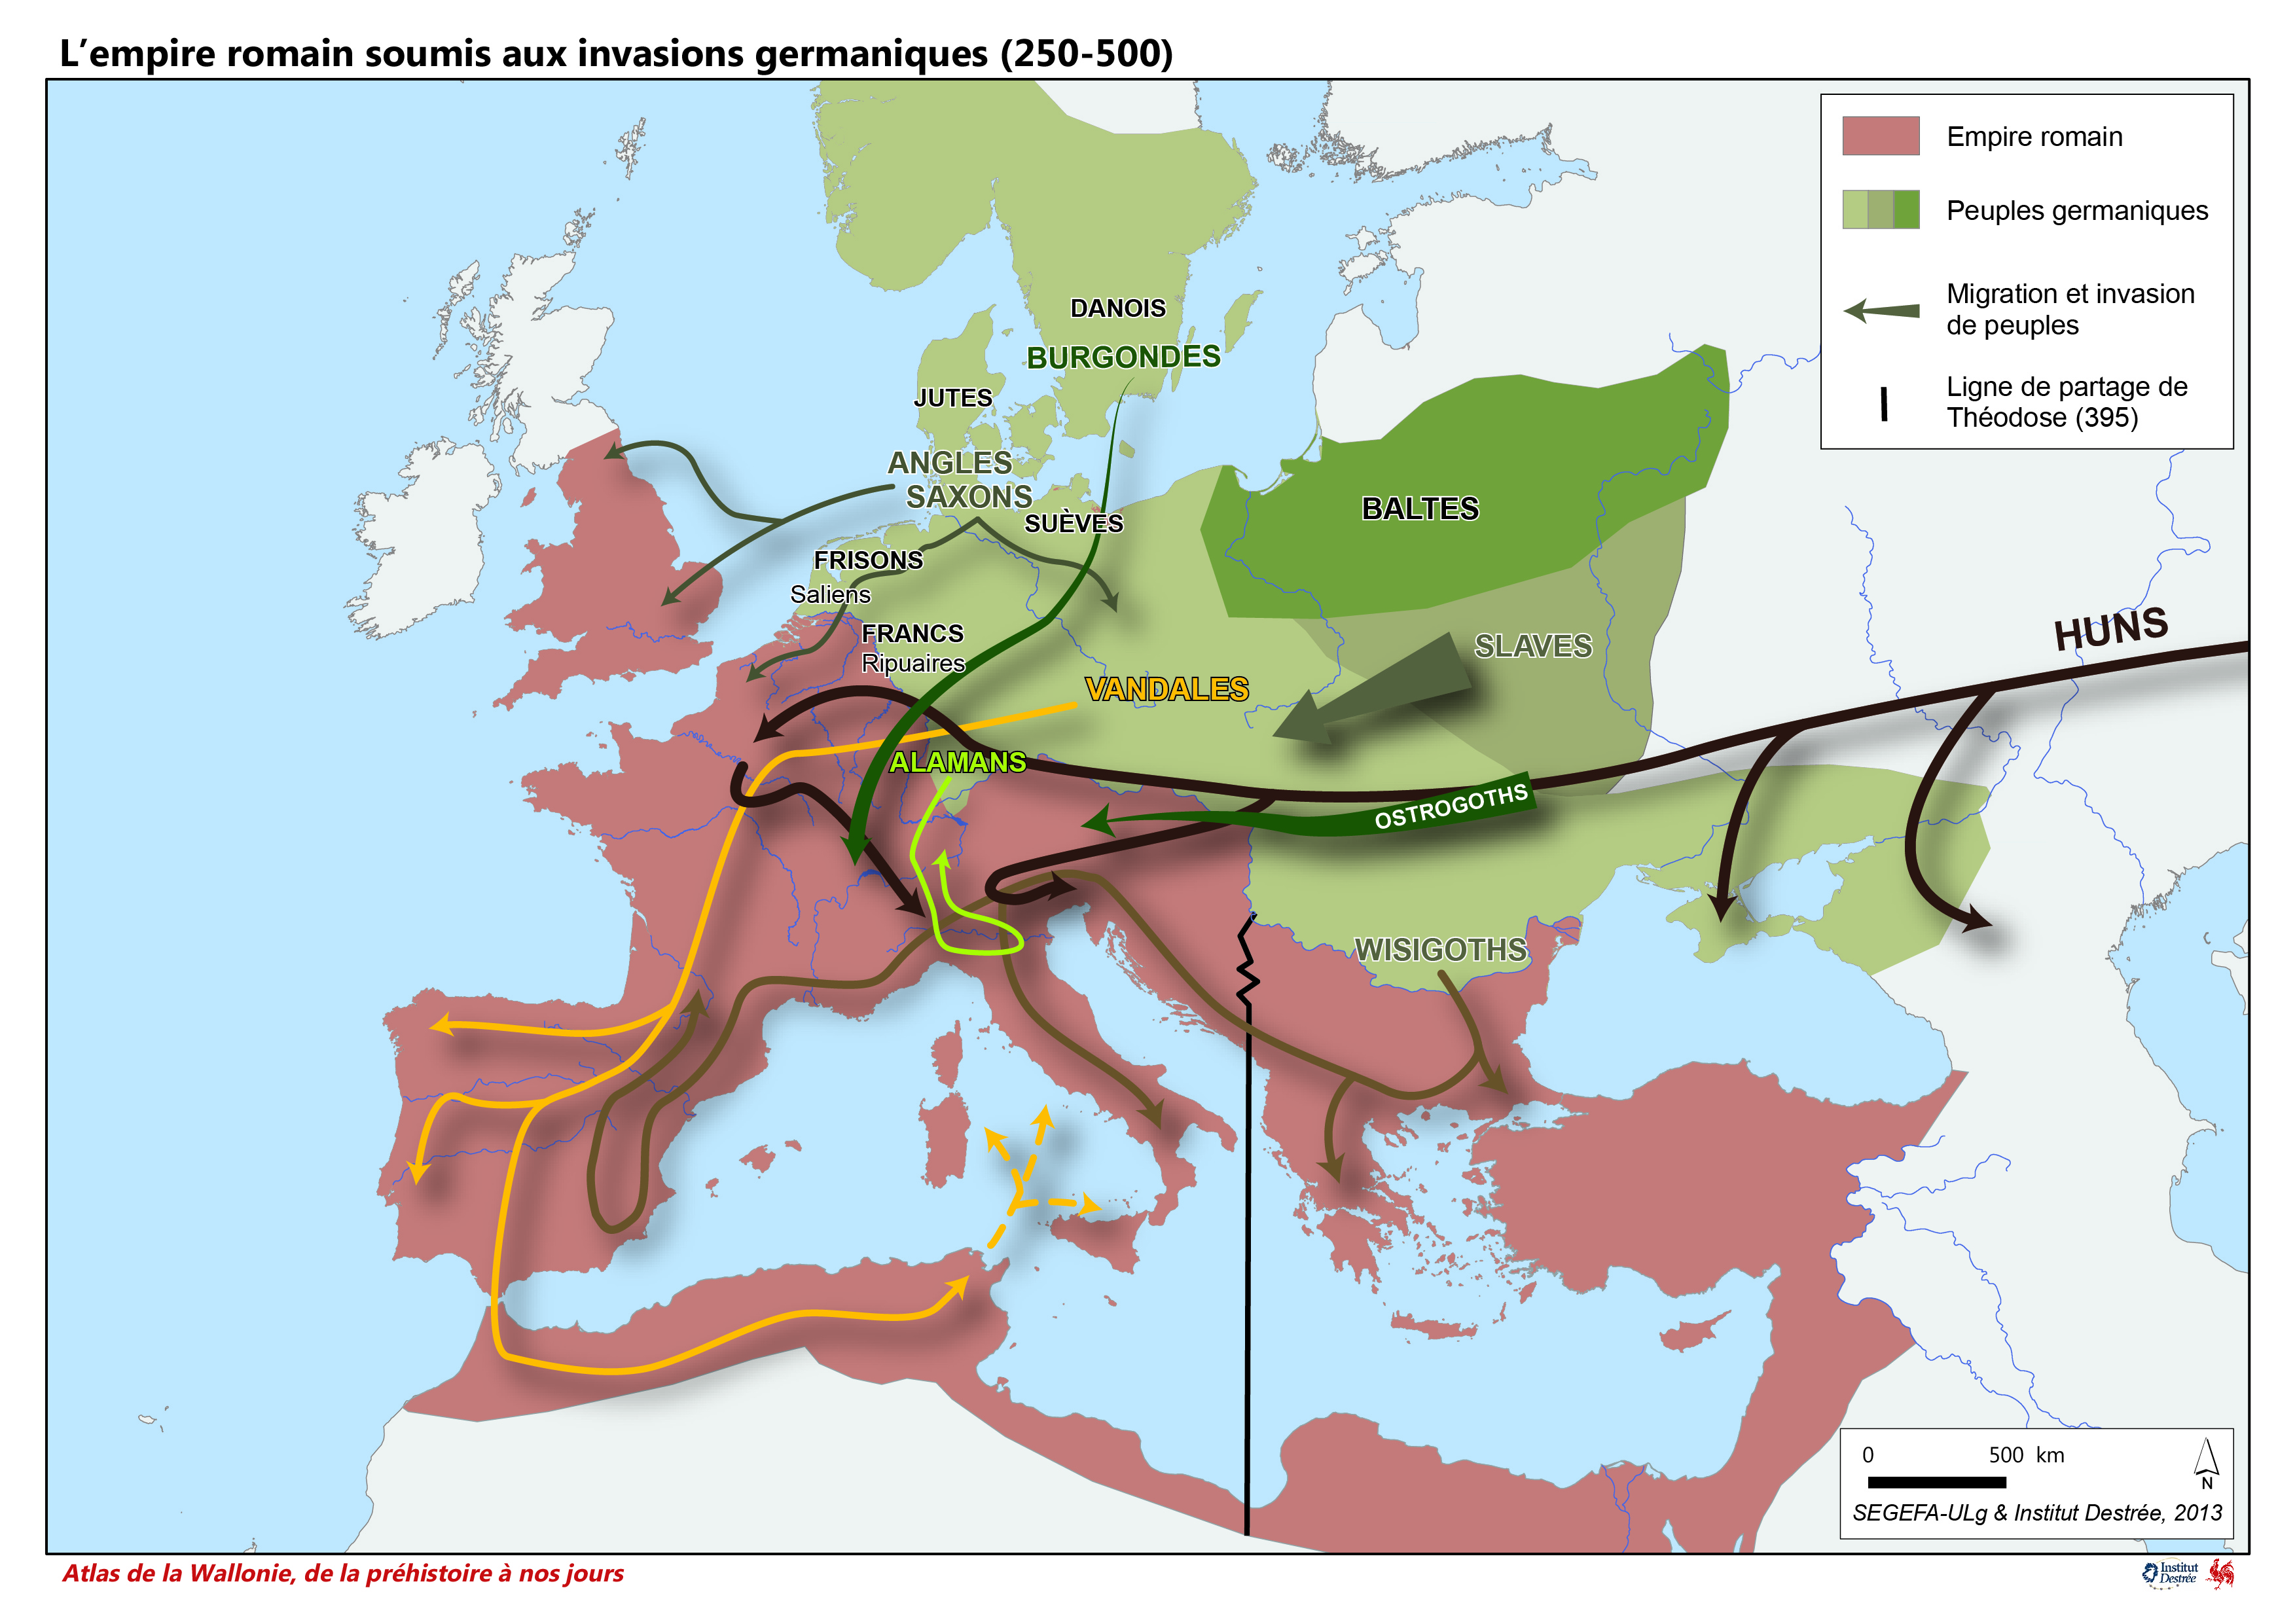 L’empire romain soumis aux invasions germaniques (250-500)
Empire romain
Peuples germaniques
Migration et invasion
de peuples
Ligne de partage de
Théodose (395)
DANOIS
BURGONDES
JUTES
ANGLES
SAXONS
SUÈVES
BALTES
FRISONS
Saliens
FRANCS
Ripuaires
SLAVES
HUNS
VANDALES
ALAMANS
OSTROGOTHS
WISIGOTHS
0 500 km
N
SEGEFA-ULg & Institut Destrée, 2013
Atlas de la Wallonie, de la préhistoire à nos jours
Institut
Destrée